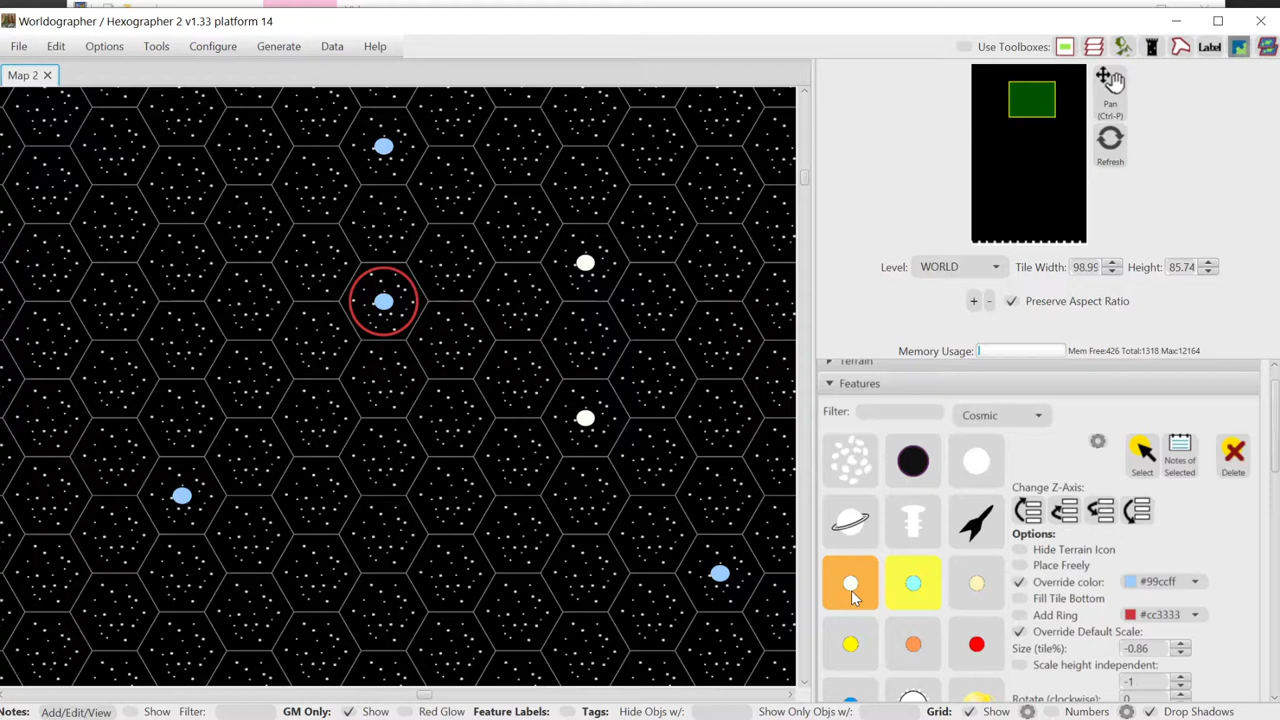 Worldographer / Hexographer 2 v1.33 platform 14
File Edit Options Tools Configure Generate Data Help
Use Toolboxes:
Label
Map 2
Pan
(Ctrl-P)
Refresh
Level: WORLD Tile Width: 98.99 Height: 85.74
+ - Preserve Aspect Ratio
Memory Usage: Mem Free:426 Total:1318 Max:12164
Terrain
Features
Filter: Cosmic
Select
Notes of
Selected
Delete
Change Z-Axis:
Options:
Hide Terrain Icon
Place Freely
Override color: #99ccff
Fill Tile Bottom
Add Ring #cc3333
Override Default Scale:
Size (tile%): -0.86
Scale height independent:
-1
Rotate (clockwise): 0
Notes: Add/Edit/View Show Filter: GM Only: Show Red Glow Feature Labels: Tags: Hide Objs w/: Show Only Objs w/: Grid: Show Numbers Drop Shadows